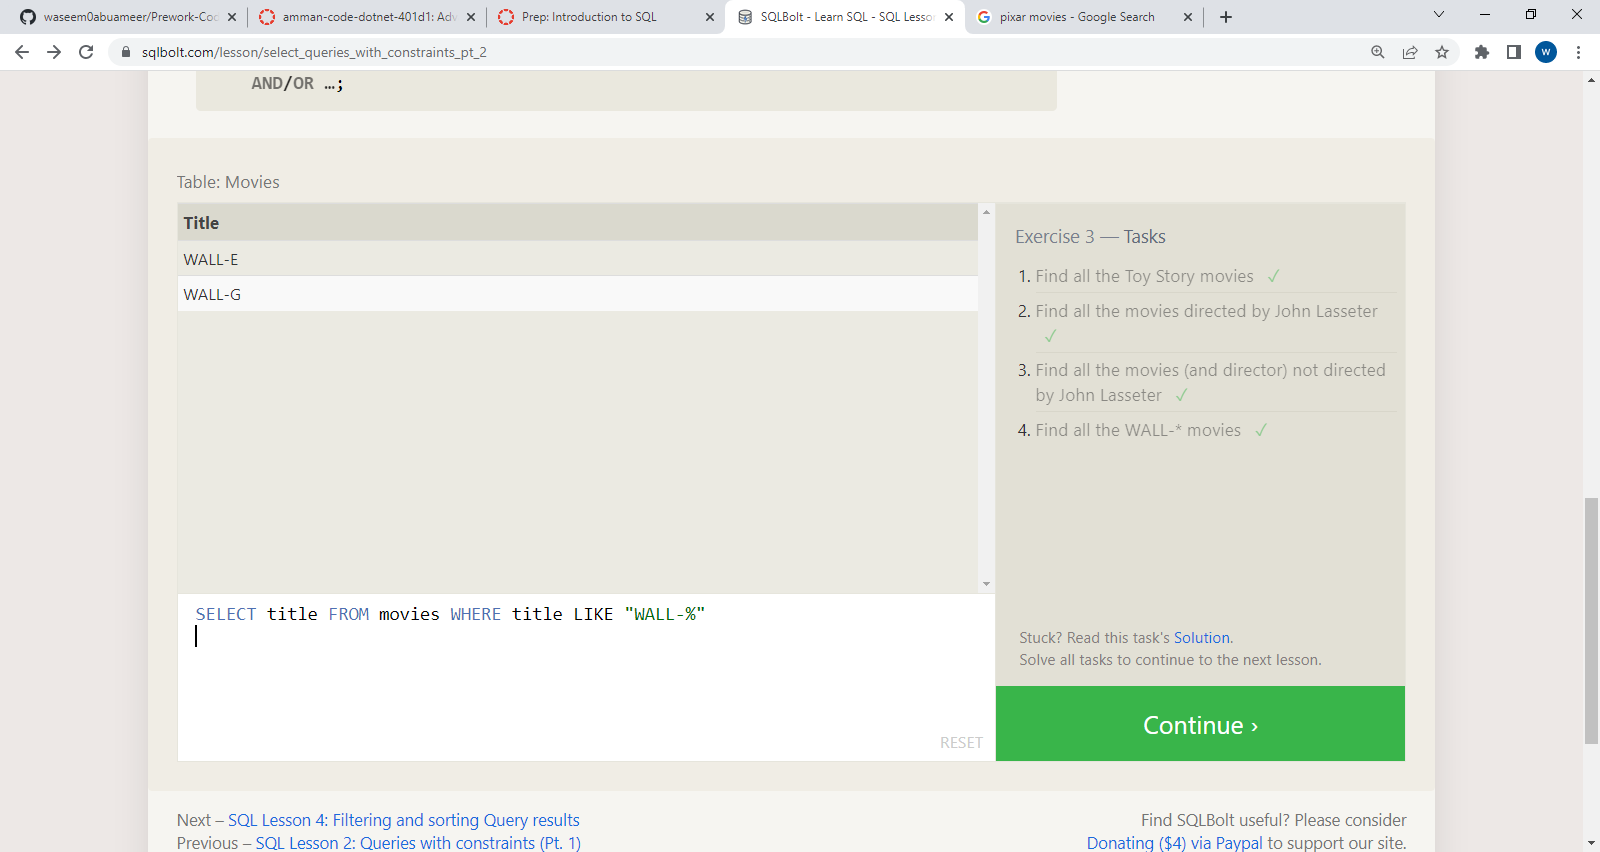 waseem0abuameer/Prework-Coo
amman-code-dotnet-401d1: Adv
Prep: Introduction to SQL
SQLBolt - Learn SQL - SQL Lesso
pixar movies - Google Search
sqlbolt.com/lesson/select_queries_with_constraints_pt_2
W
AND/OR …;
Table: Movies
Title
WALL-E
WALL-G
SELECT title FROM movies WHERE title LIKE "WALL-%"
RESET
Exercise 3 — Tasks
1. Find all the Toy Story movies ✓
2. Find all the movies directed by John Lasseter
✓
3. Find all the movies (and director) not directed
by John Lasseter ✓
4. Find all the WALL-* movies ✓
Stuck? Read this task's Solution.
Solve all tasks to continue to the next lesson.
Continue ›
Next – SQL Lesson 4: Filtering and sorting Query results
Previous – SQL Lesson 2: Queries with constraints (Pt. 1)
Find SQLBolt useful? Please consider
Donating ($4) via Paypal to support our site.